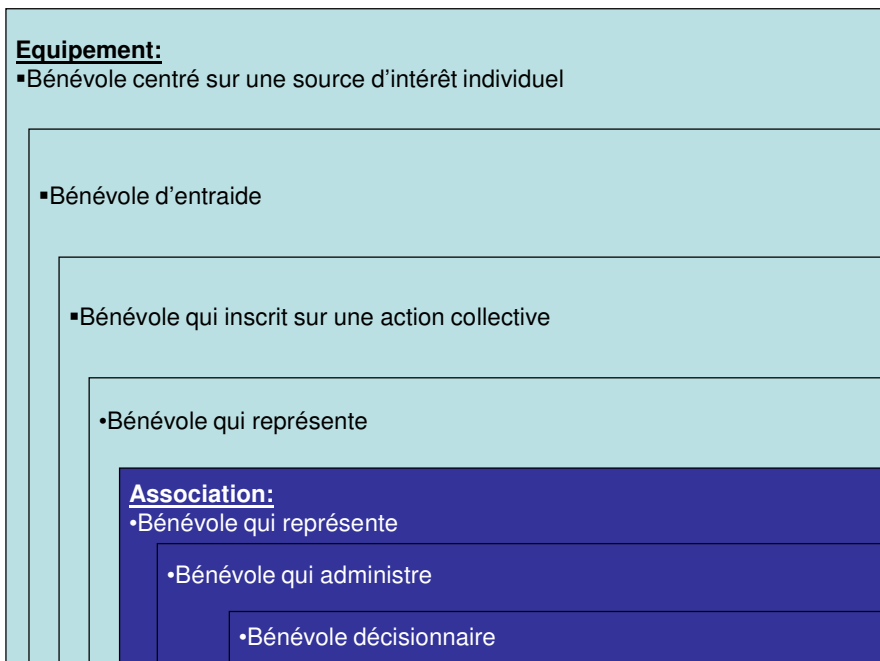 Equipement:
▪Bénévole centré sur une source d'intérêt individuel
▪Bénévole d'entraide
▪Bénévole qui inscrit sur une action collective
•Bénévole qui représente
Association:
•Bénévole qui représente
•Bénévole qui administre
•Bénévole décisionnaire